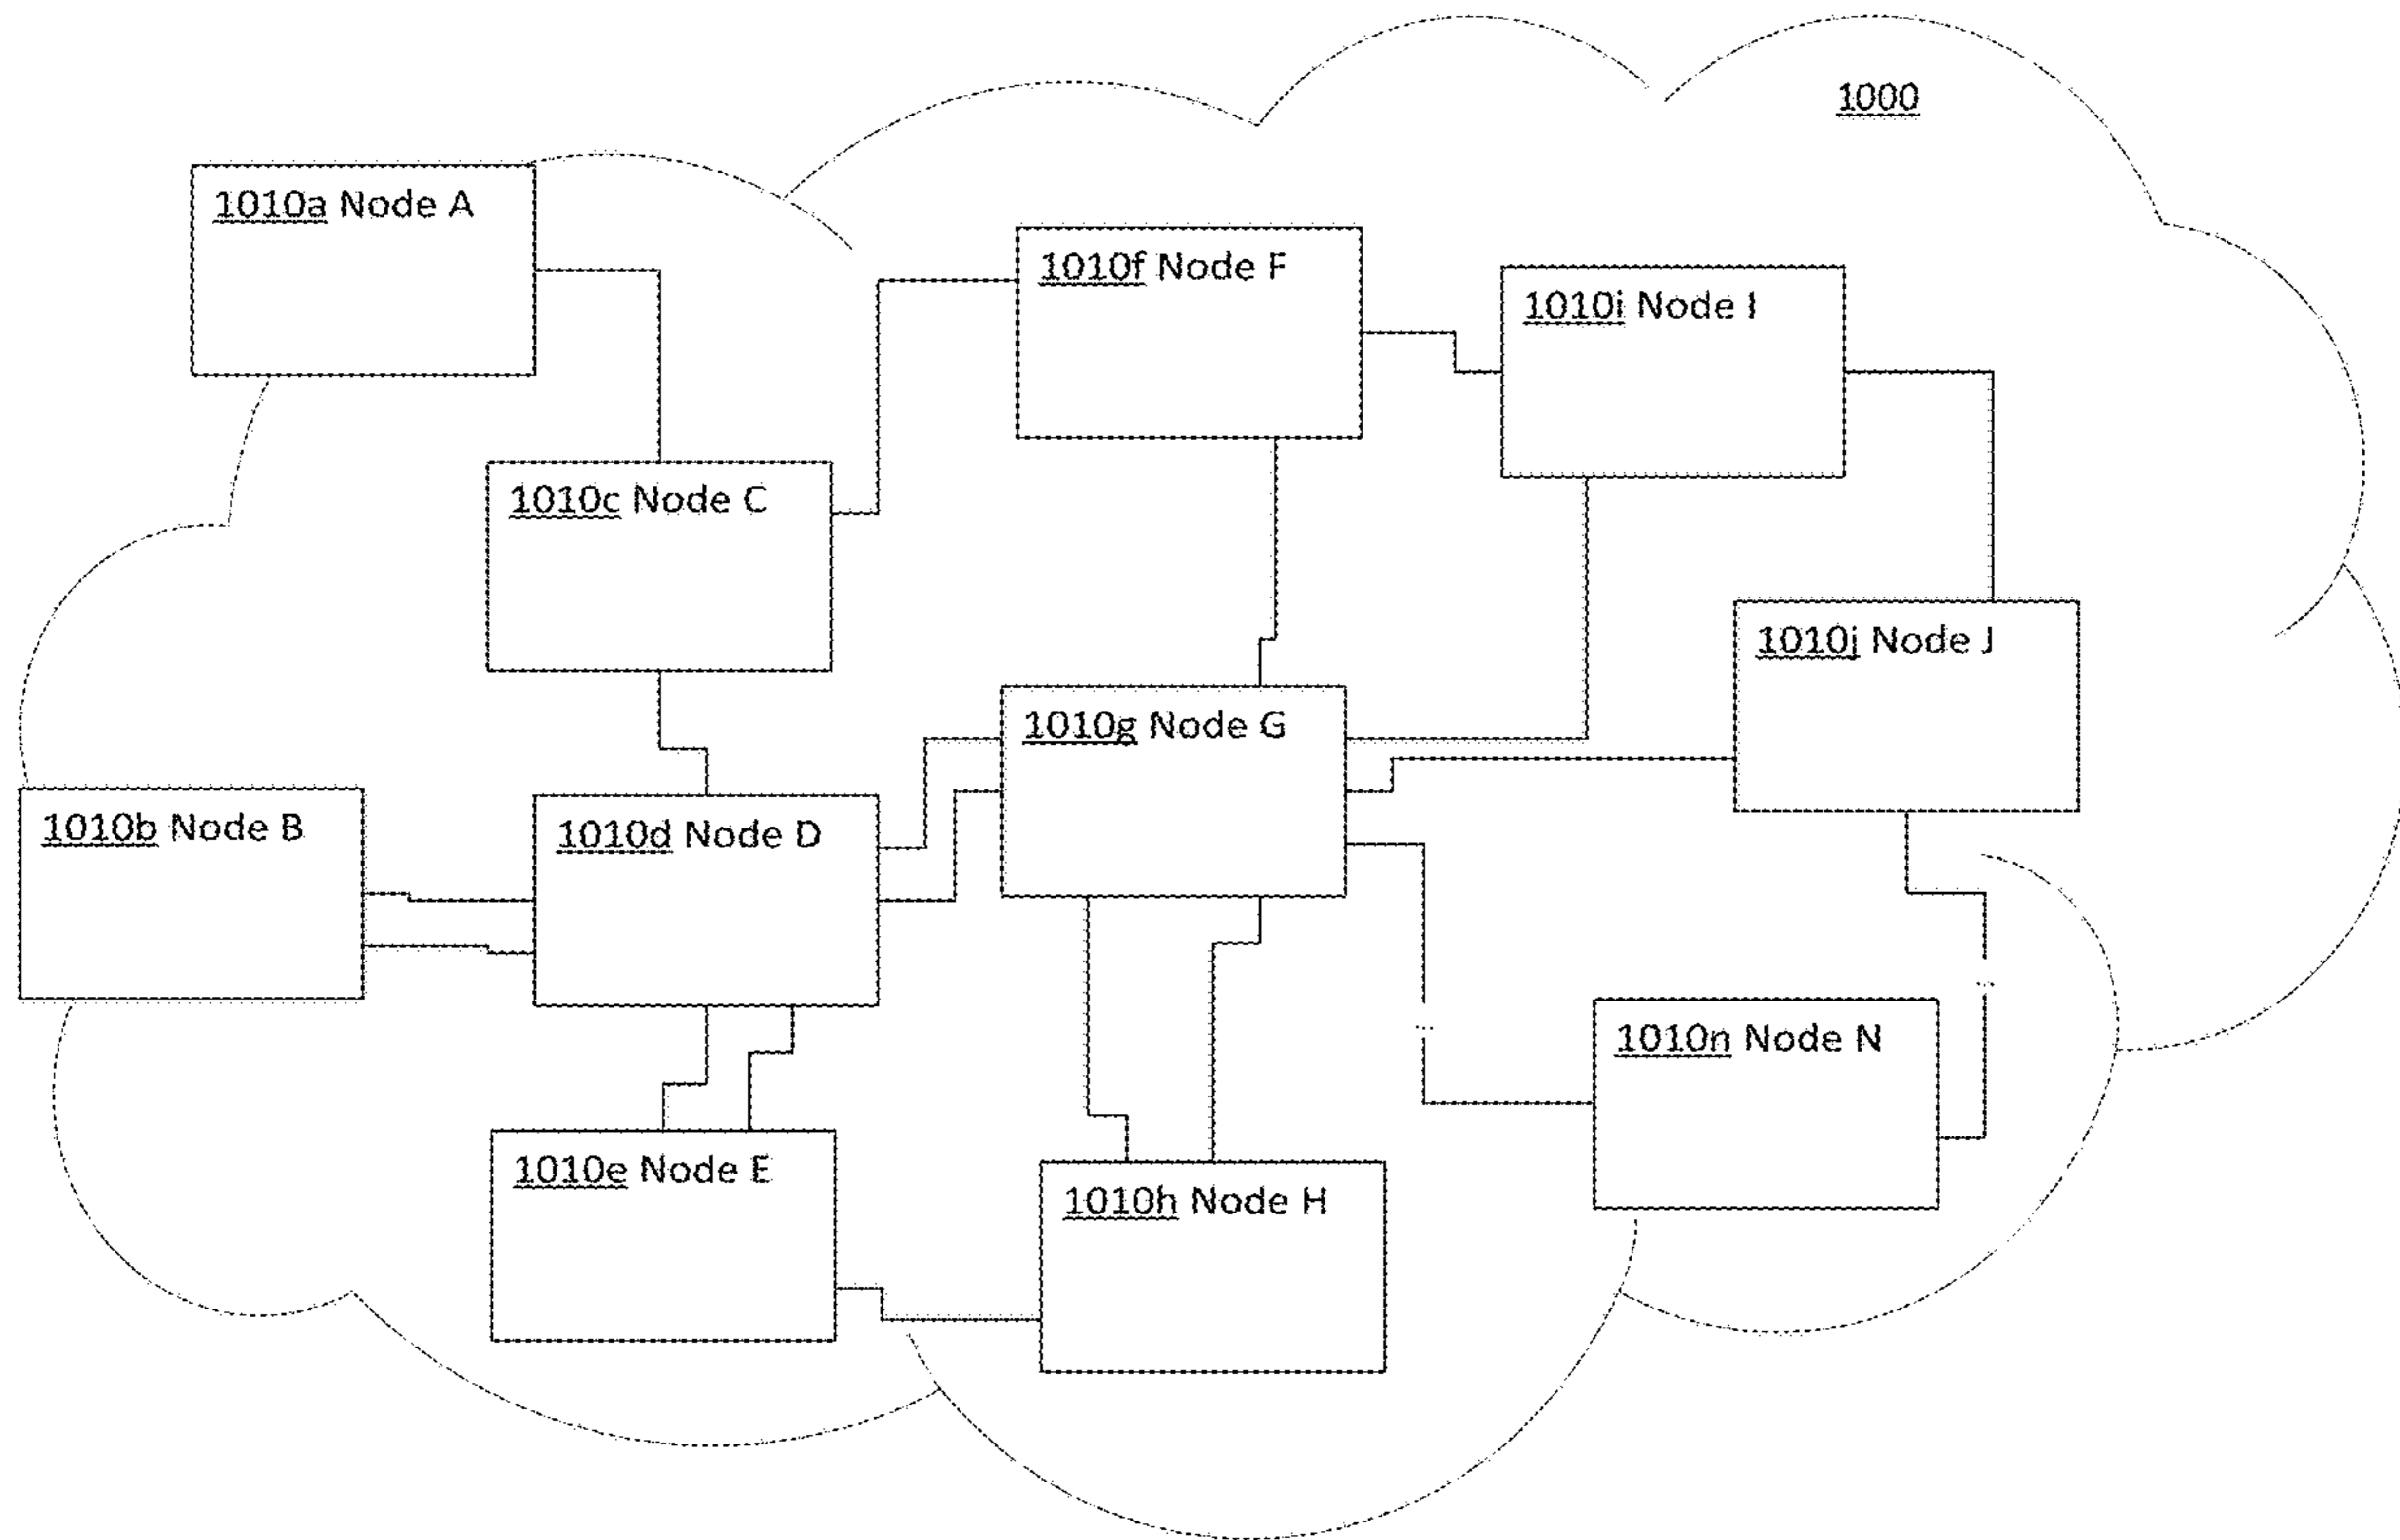 1000
1010a Node A
1010f Node F
1010i Node I
1010c Node C
1010j Node J
1010g Node G
1010b Node B
1010d Node D
1010n Node N
1010e Node E
1010h Node H